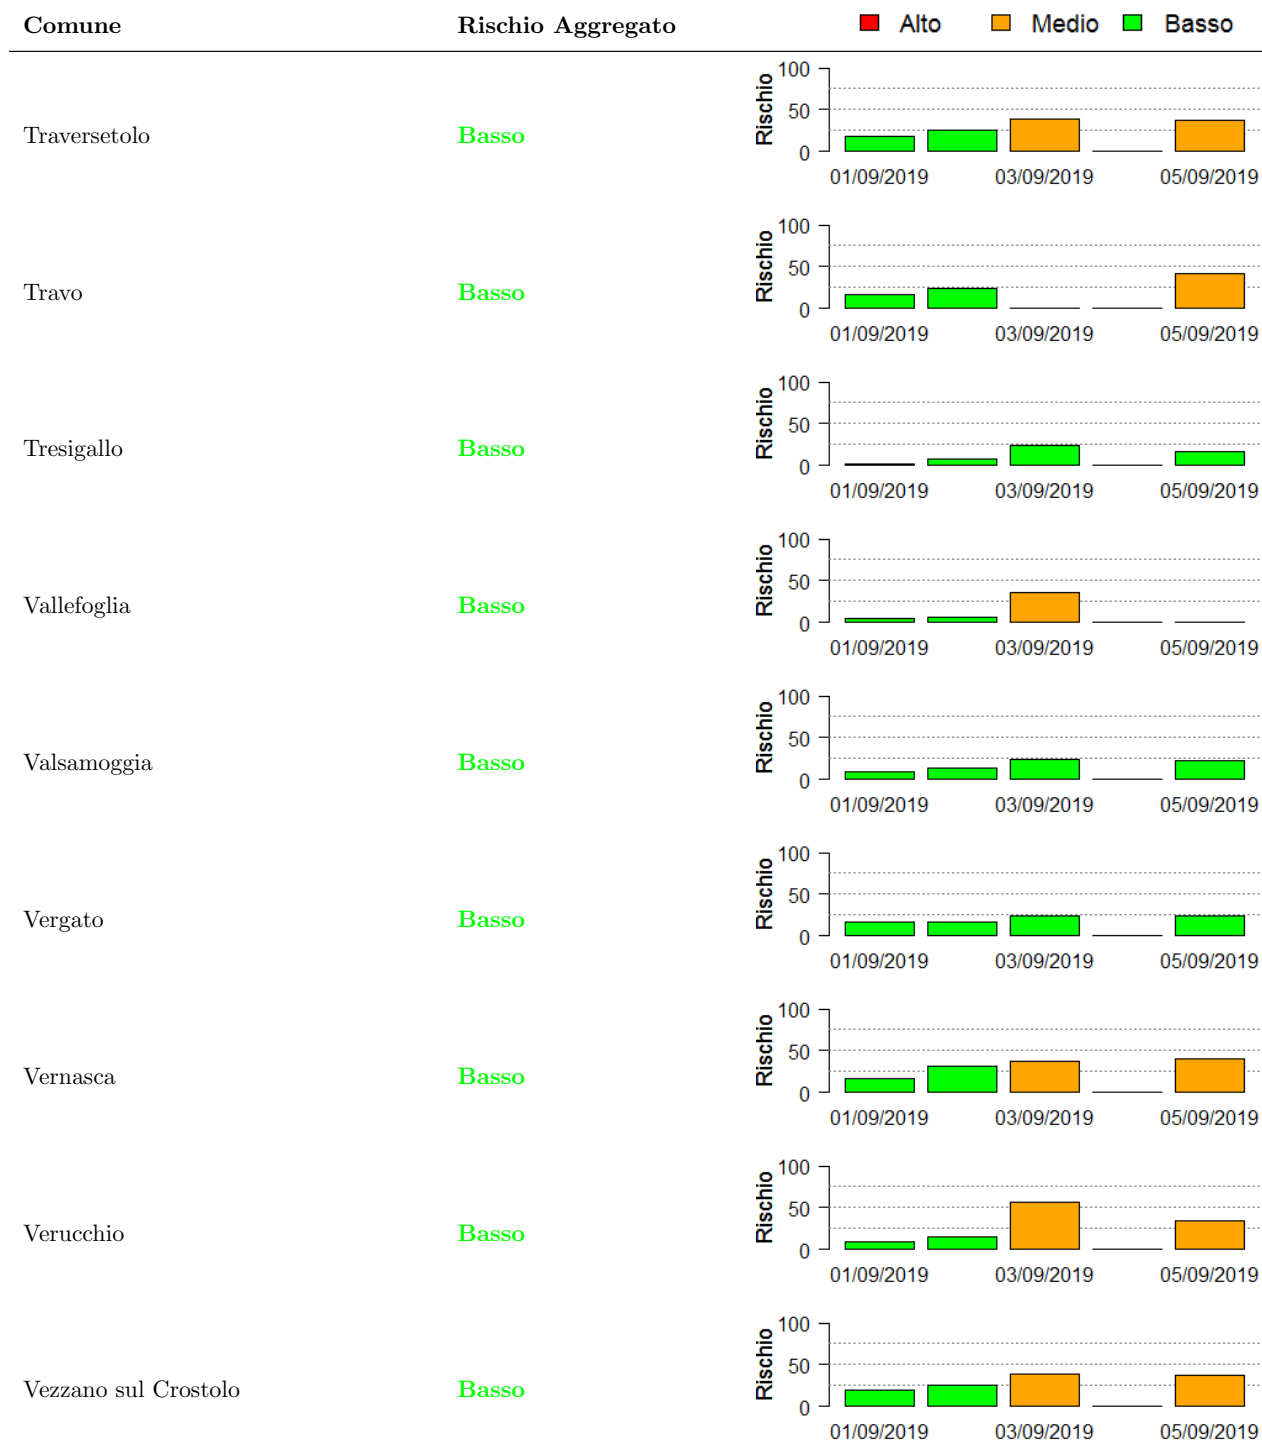 Comune Rischio Aggregato Alto Medio Basso
Traversetolo Basso Rischio 100 50 0
01/09/2019 03/09/2019 05/09/2019
Travo Basso Rischio 100 50 0
01/09/2019 03/09/2019 05/09/2019
Tresigallo Basso Rischio 100 50 0
01/09/2019 03/09/2019 05/09/2019
Vallefoglia Basso Rischio 100 50 0
01/09/2019 03/09/2019 05/09/2019
Valsamoggia Basso Rischio 100 50 0
01/09/2019 03/09/2019 05/09/2019
Vergato Basso Rischio 100 50 0
01/09/2019 03/09/2019 05/09/2019
Vernasca Basso Rischio 100 50 0
01/09/2019 03/09/2019 05/09/2019
Verucchio Basso Rischio 100 50 0
01/09/2019 03/09/2019 05/09/2019
Vezzano sul Crostolo Basso Rischio 100 50 0
01/09/2019 03/09/2019 05/09/2019